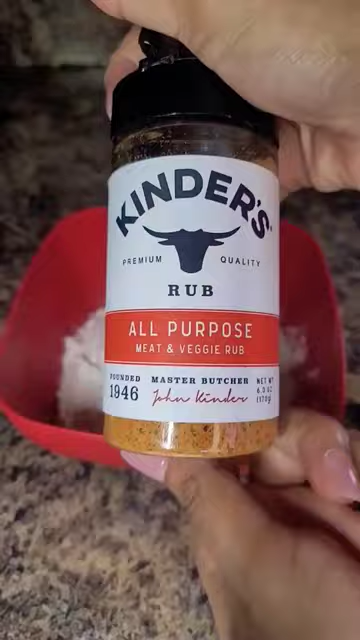 KINDER'S
PREMIUM QUALITY
RUB
ALL PURPOSE
MEAT & VEGGIE RUB
FOUNDED
1946
MASTER BUTCHER
John Kinder
NET WT
6.0 OZ
(170g)